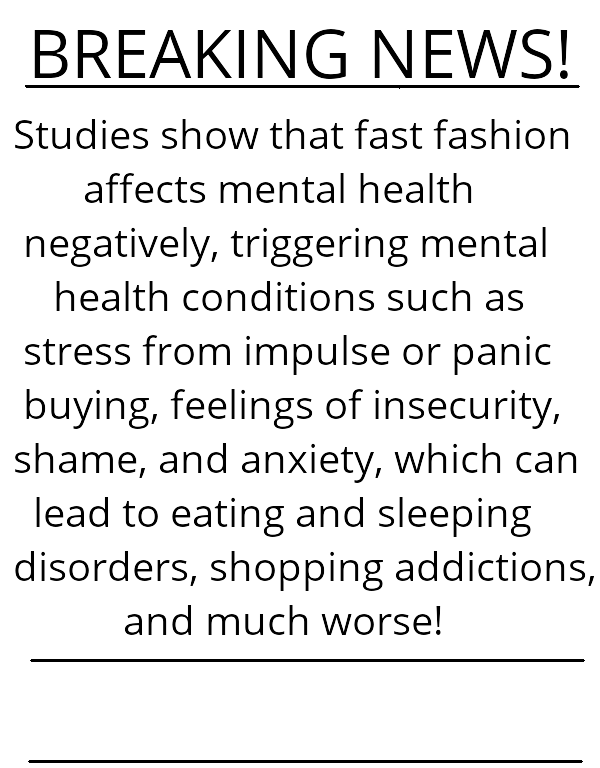 BREAKING NEWS!
Studies show that fast fashion
affects mental health
negatively, triggering mental
health conditions such as
stress from impulse or panic
buying, feelings of insecurity,
shame, and anxiety, which can
lead to eating and sleeping
disorders, shopping addictions,
and much worse!